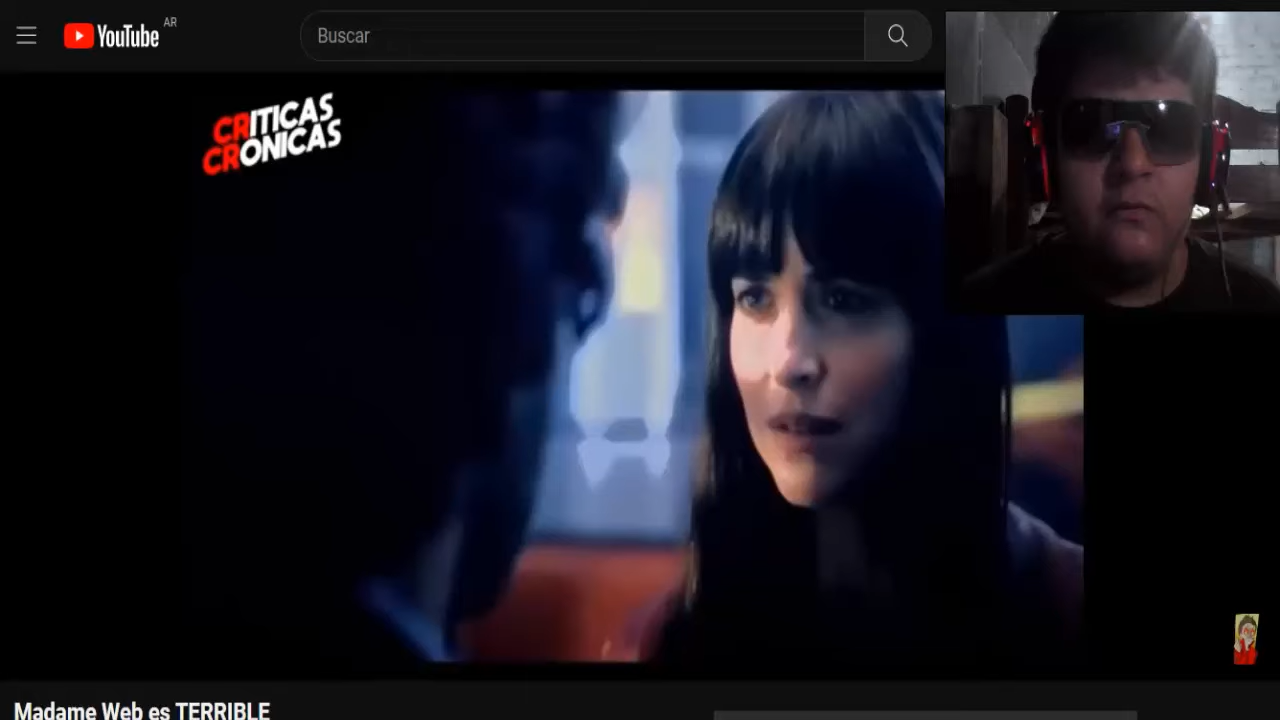 YouTube
AR
Buscar
CRITICAS
CRONICAS
Madame Web es TERRIBLE